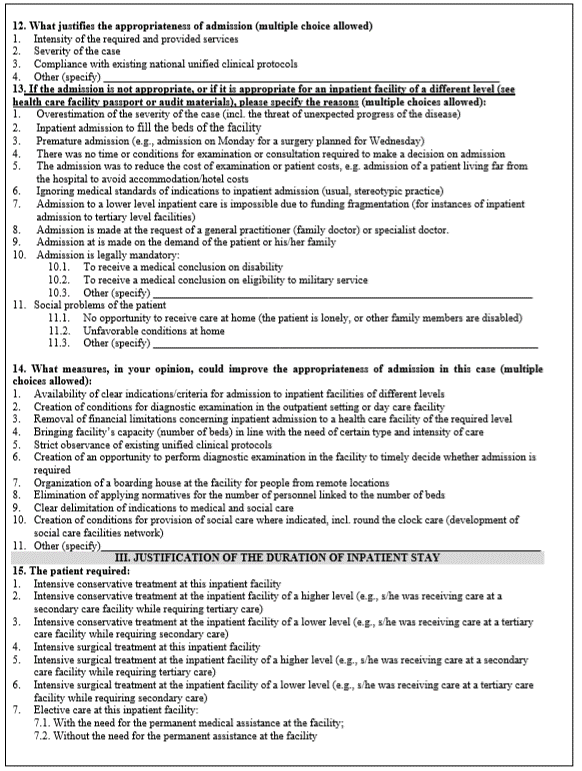 12. What justifies the appropriateness of admission (multiple choice allowed)
1. Intensity of the required and provided services
2. Severity of the case
3. Compliance with existing national unified clinical protocols
4. Other (specify)
13. If the admission is not appropriate, or if it is appropriate for an inpatient facility of a different level (see
health care facility passport or audit materials), please specify the reasons (multiple choices allowed):
1. Overestimation of the severity of the case (incl. the threat of unexpected progress of the disease)
2. Inpatient admission to fill the beds of the facility
3. Premature admission (e.g., admission on Monday for a surgery planned for Wednesday)
4. There was no time or conditions for examination or consultation required to make a decision on admission
5. The admission was to reduce the cost of examination or patient costs, e.g. admission of a patient living far from
the hospital to avoid accommodation/hotel costs
6. Ignoring medical standards of indications to inpatient admission (usual, stereotypic practice)
7. Admission to a lower level inpatient care is impossible due to funding fragmentation (for instances of inpatient
admission to tertiary level facilities)
8. Admission is made at the request of a general practitioner (family doctor) or specialist doctor.
9. Admission at is made on the demand of the patient or his/her family
10. Admission is legally mandatory:
10.1. To receive a medical conclusion on disability
10.2. To receive a medical conclusion on eligibility to military service
10.3. Other (specify)
11. Social problems of the patient
11.1. No opportunity to receive care at home (the patient is lonely, or other family members are disabled)
11.2. Unfavorable conditions at home
11.3. Other (specify)
14. What measures, in your opinion, could improve the appropriateness of admission in this case (multiple
choices allowed):
1. Availability of clear indications/criteria for admission to inpatient facilities of different levels
2. Creation of conditions for diagnostic examination in the outpatient setting or day care facility
3. Removal of financial limitations concerning inpatient admission to a health care facility of the required level
4. Bringing facility's capacity (number of beds) in line with the need of certain type and intensity of care
5. Strict observance of existing unified clinical protocols
6. Creation of an opportunity to perform diagnostic examination in the facility to timely decide whether admission is
required
7. Organization of a boarding house at the facility for people from remote locations
8. Elimination of applying normatives for the number of personnel linked to the number of beds
9. Clear delimitation of indications to medical and social care
10. Creation of conditions for provision of social care where indicated, incl. round the clock care (development of
social care facilities network)
11. Other (specify)
III. JUSTIFICATION OF THE DURATION OF INPATIENT STAY
15. The patient required:
1. Intensive conservative treatment at this inpatient facility
2. Intensive conservative treatment at the inpatient facility of a higher level (e.g., s/he was receiving care at a
secondary care facility while requiring tertiary care)
3. Intensive conservative treatment at the inpatient facility of a lower level (e.g., s/he was receiving care at a tertiary
care facility while requiring secondary care)
4. Intensive surgical treatment at this inpatient facility
5. Intensive surgical treatment at the inpatient facility of a higher level (e.g., s/he was receiving care at a secondary
care facility while requiring tertiary care)
6. Intensive surgical treatment at the inpatient facility of a lower level (e.g., s/he was receiving care at a tertiary care
facility while requiring secondary care)
7. Elective care at this inpatient facility:
7.1. With the need for the permanent medical assistance at the facility;
7.2. Without the need for the permanent assistance at the facility